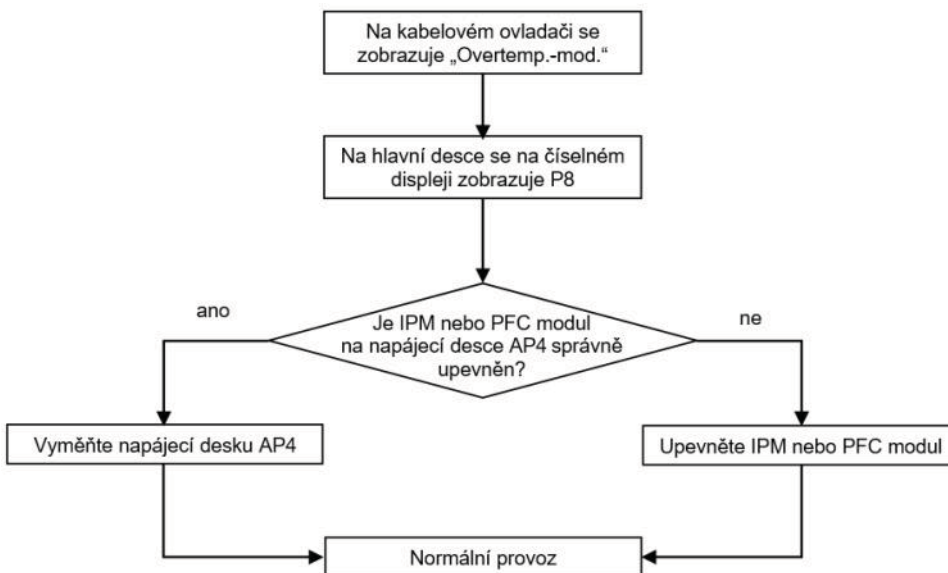 Na kabelovém ovladači se
zobrazuje „Overtemp.-mod.“
Na hlavní desce se na číselném
displeji zobrazuje P8
ano
Je IPM nebo PFC modul
na napájecí desce AP4 správně
upevněn?
ne
Vyměňte napájecí desku AP4
Upevněte IPM nebo PFC modul
Normální provoz